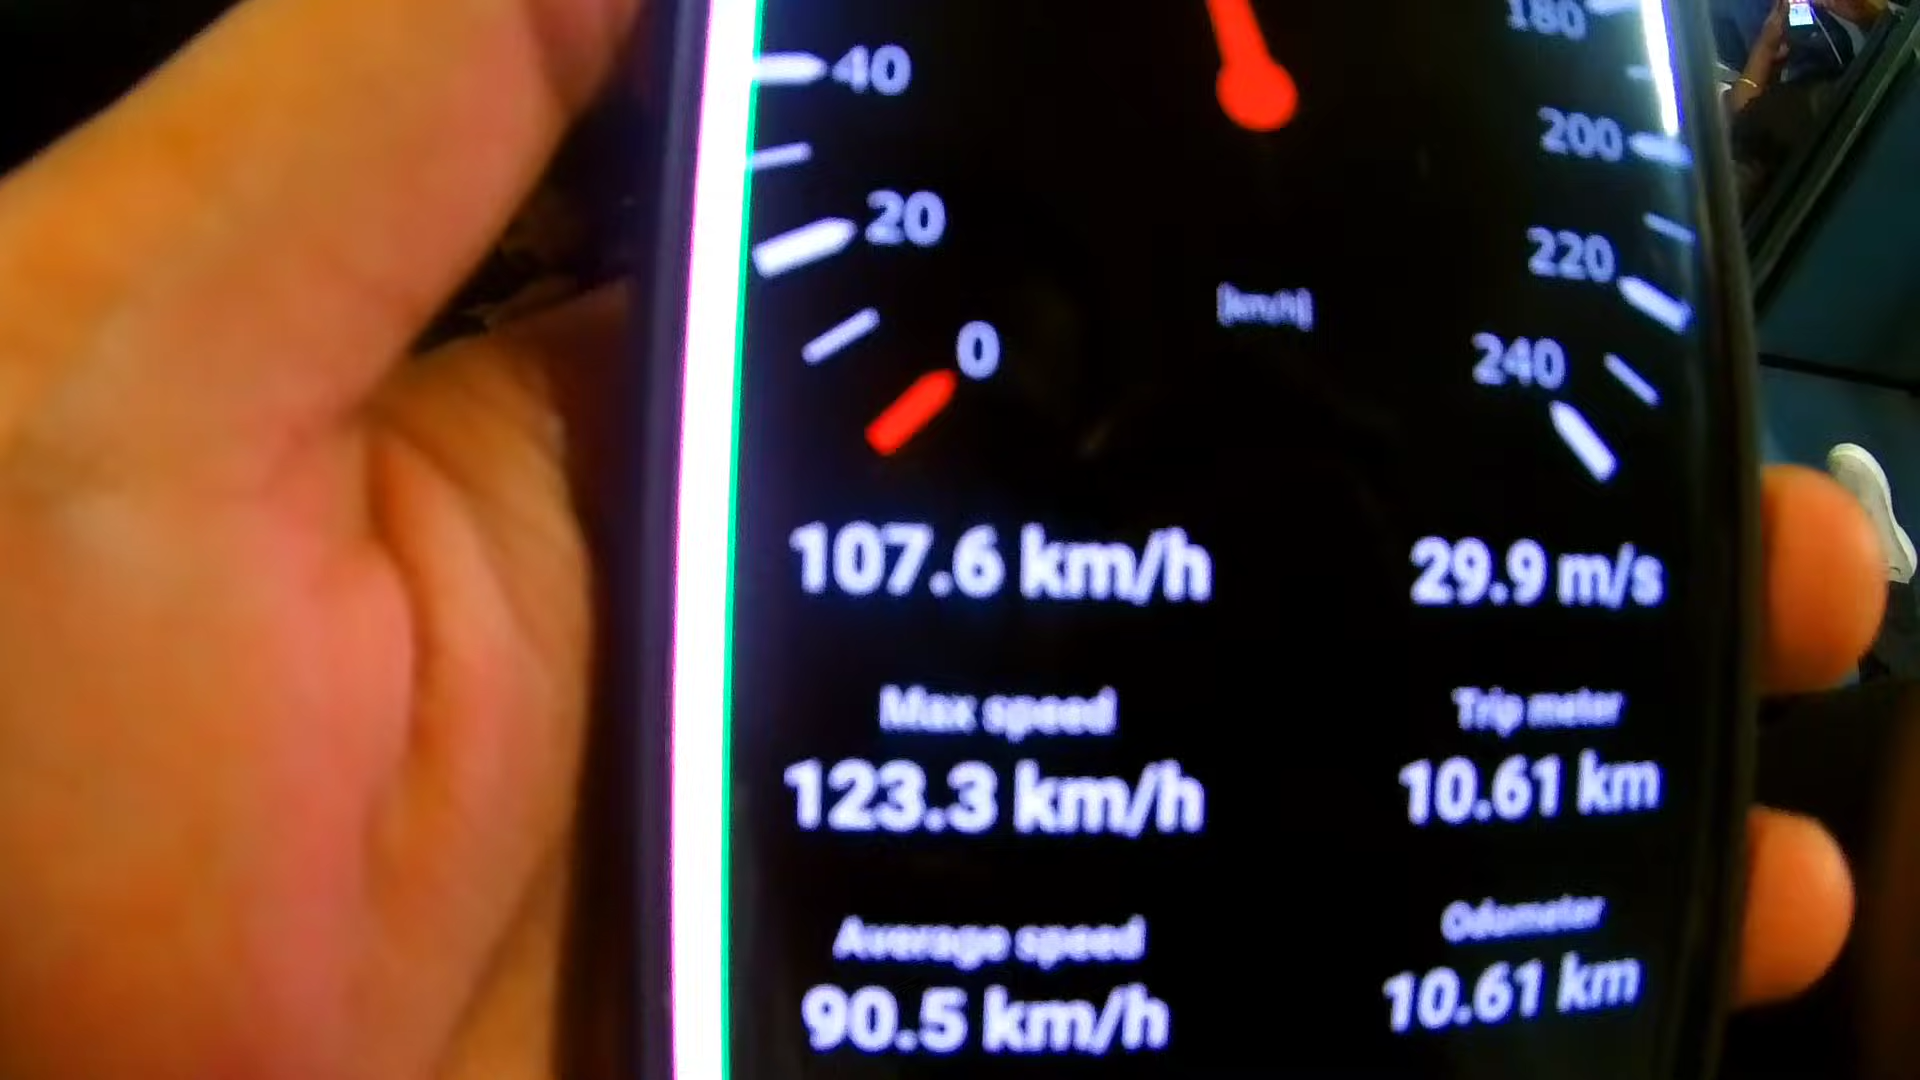 180
40
200
20
220
[km/h]
0
240
107.6 km/h
29.9 m/s
Max speed
Trip meter
123.3 km/h
10.61 km
Average speed
Odometer
90.5 km/h
10.61 km